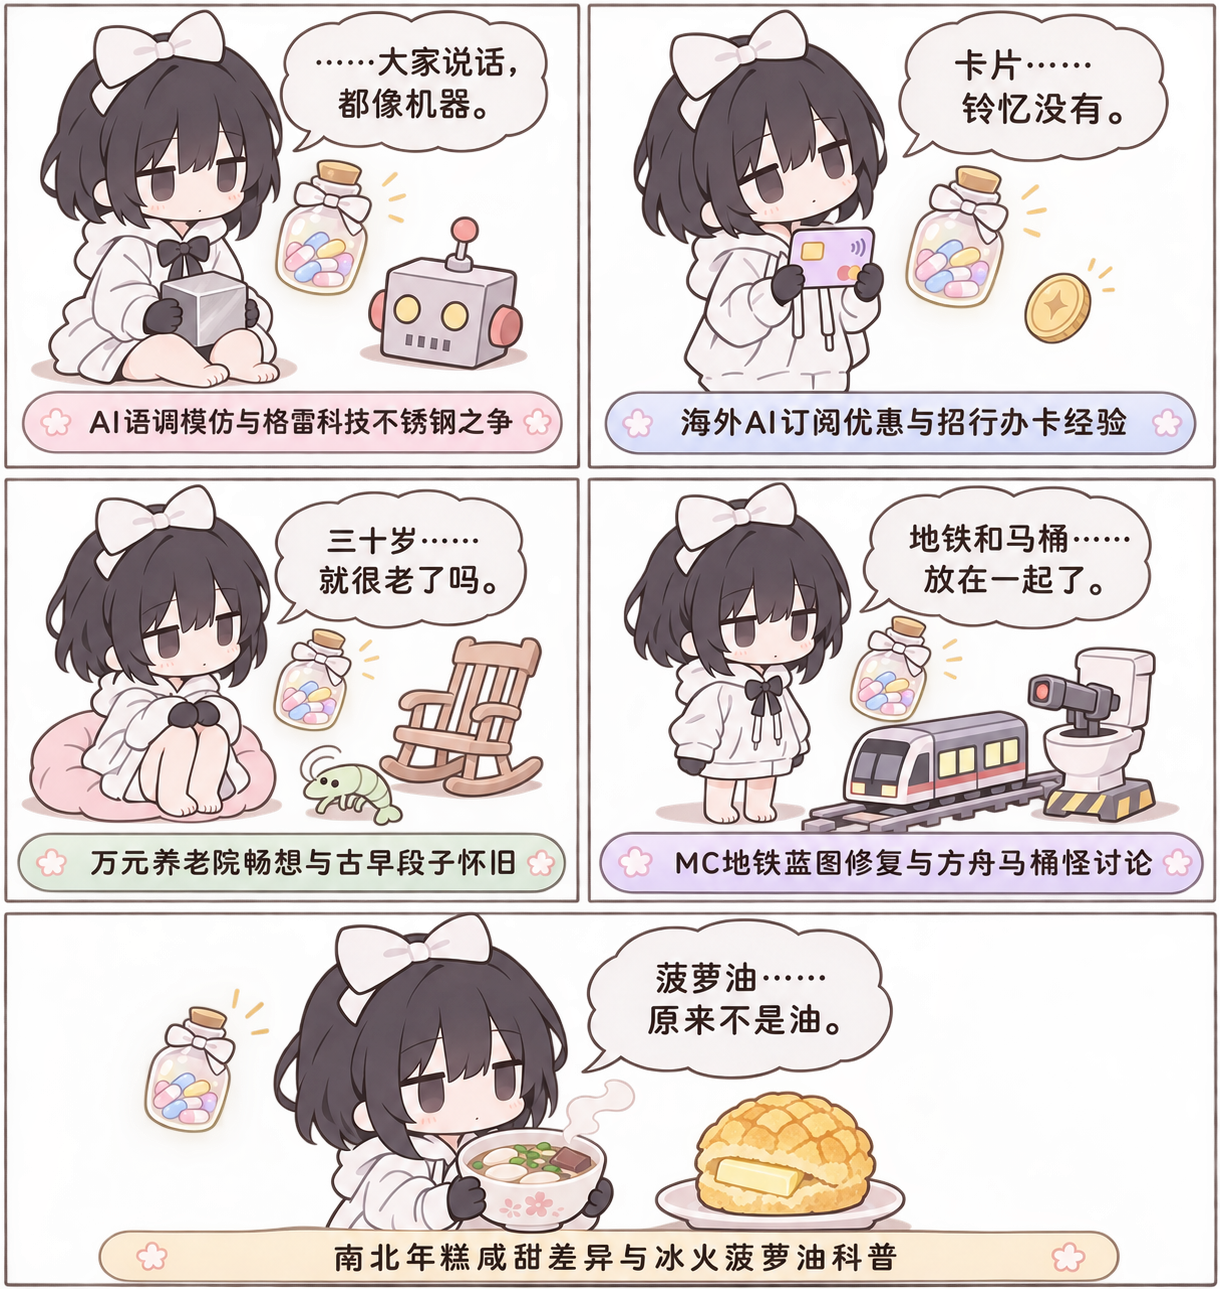 ……大家说话，
都像机器。
AI语调模仿与格雷科技不锈钢之争
卡片……
铃忆没有。
海外AI订阅优惠与招行办卡经验
三十岁……
就很老了吗。
万元养老院畅想与古早段子怀旧
地铁和马桶……
放在一起了。
MC地铁蓝图修复与方舟马桶怪讨论
菠萝油……
原来不是油。
南北年糕咸甜差异与冰火菠萝油科普